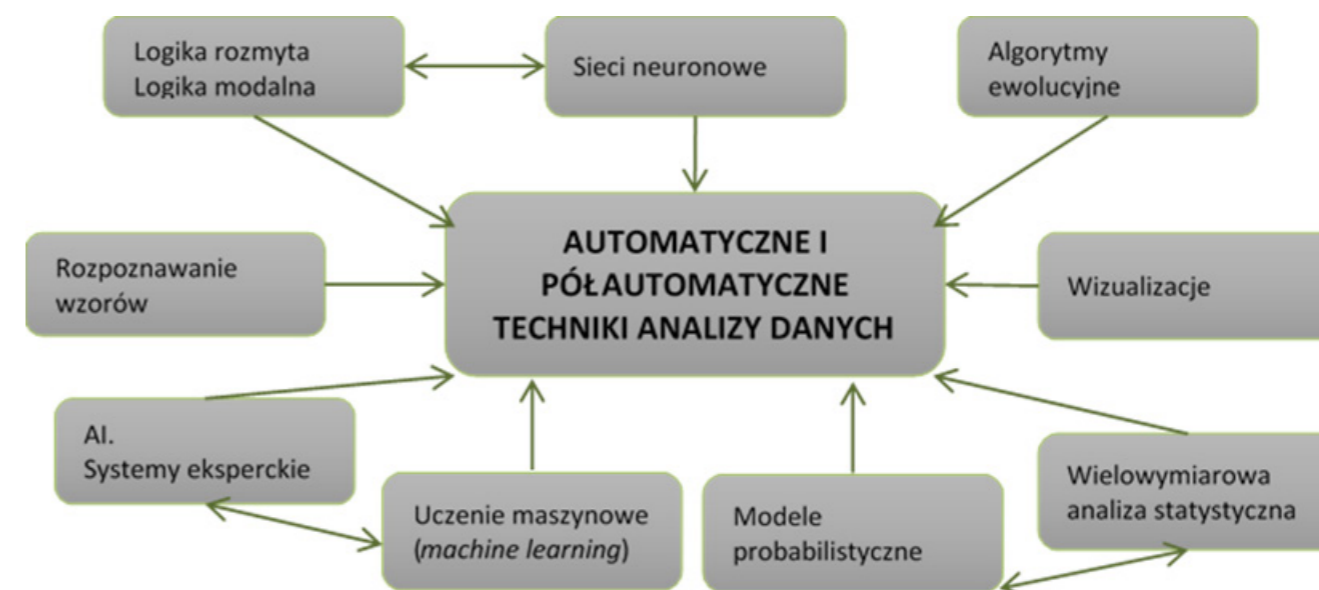 Logika rozmyta
Logika modalna
Sieci neuronowe
Algorytmy
ewolucyjne
AUTOMATYCZNE I
PÓŁAUTOMATYCZNE
TECHNIKI ANALIZY DANYCH
Rozpoznawanie
wzorów
Wizualizacje
AI.
Systemy eksperckie
Uczenie maszynowe
(machine learning)
Modele
probabilistyczne
Wielowymiarowa
analiza statystyczna